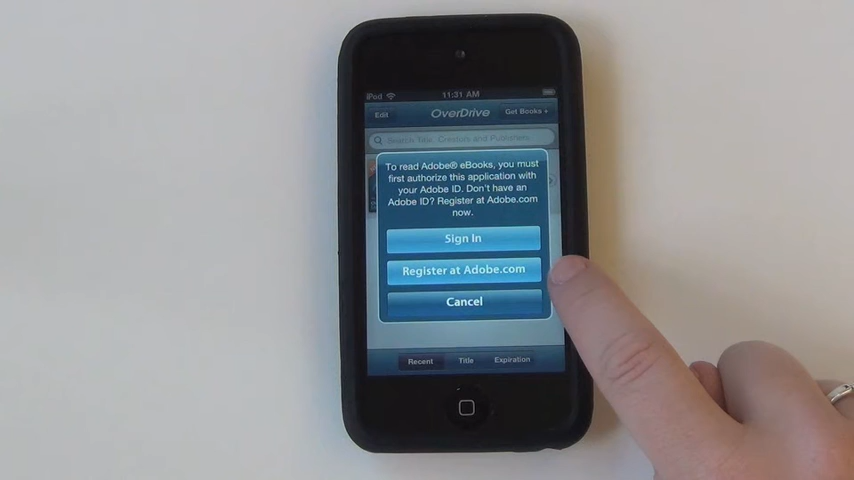 iPod 11:31 AM
Edit OverDrive Get Books +
Search Title, Creators and Publishers
To read Adobe® eBooks, you must
first authorize this application with
your Adobe ID. Don't have an
Adobe ID? Register at Adobe.com
now.
Sign In
Register at Adobe.com
Cancel
Recent Title Expiration